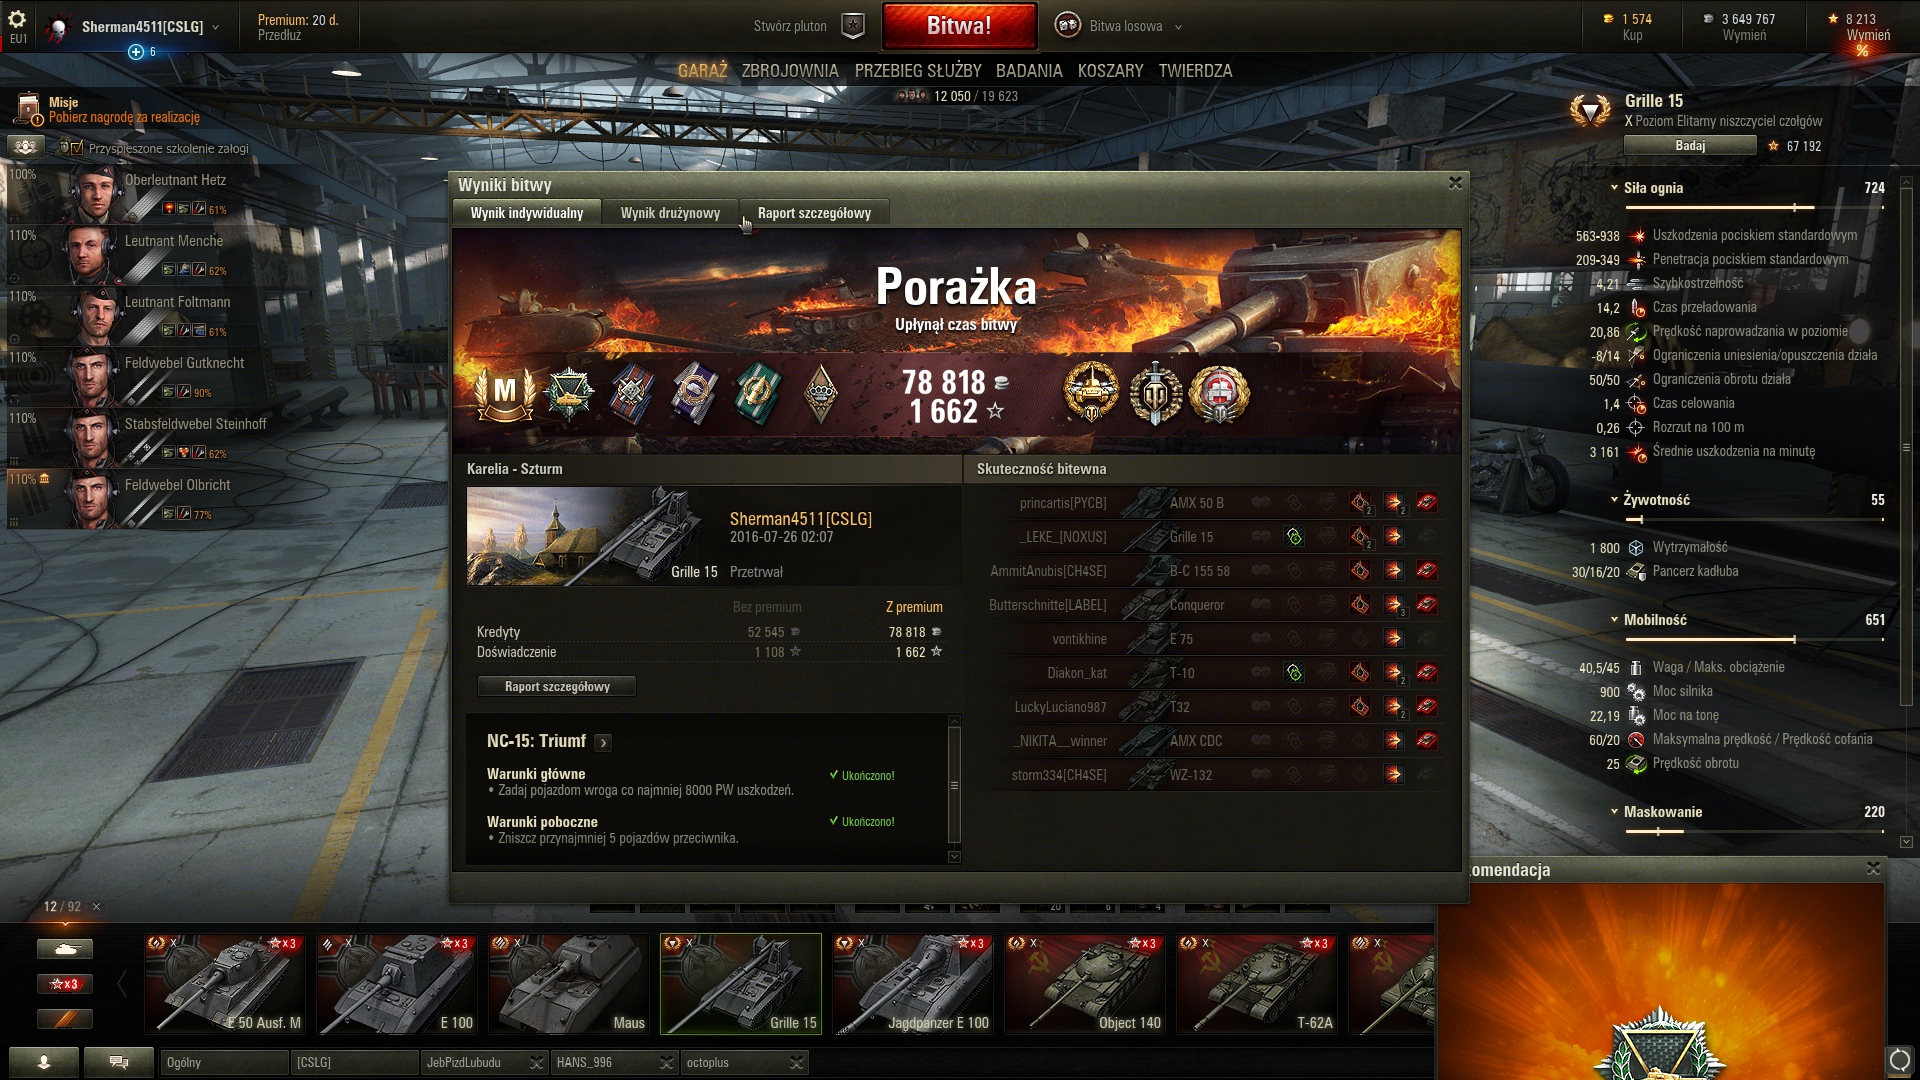 EU1
Sherman4511[CSLG]
6
Premium: 20 d.
Przedłuż
Stwórz pluton
Bitwa!
Bitwa losowa
1 574
Kup
3 649 767
Wymień
8 213
Wymień
%
GARAŻ ZBROJOWNIA PRZEBIEG SŁUŻBY BADANIA KOSZARY TWIERDZA
12 050 / 19 623
Misje
Pobierz nagrodę za realizację
Przyspieszone szkolenie załogi
100%
Oberleutnant Hetz
61%
110%
Leutnant Menche
62%
110%
Leutnant Foltmann
61%
110%
Feldwebel Gutknecht
90%
110%
Stabsfeldwebel Steinhoff
62%
110%
Feldwebel Olbricht
77%
Wyniki bitwy
Wynik indywidualny
Wynik drużynowy
Raport szczegółowy
Porażka
Upłynął czas bitwy
M
78 818
1 662
Karelia - Szturm
Sherman4511[CSLG]
2016-07-26 02:07
Grille 15
Przetrwał
Bez premium
Z premium
Kredyty
52 545
78 818
Doświadczenie
1 108
1 662
Raport szczegółowy
NC-15: Triumf
Warunki główne
Ukończono!
• Zadaj pojazdom wroga co najmniej 8000 PW uszkodzeń.
Warunki poboczne
Ukończono!
• Zniszcz przynajmniej 5 pojazdów przeciwnika.
Skuteczność bitewna
princartis[PYCB] AMX 50 B 2 2
_LEKE_[NOXUS] Grille 15 2
AmmitAnubis[CH4SE] B-C 155 58
Butterschnitte[LABEL] Conqueror 3
vontikhine E 75
Diakon_kat T-10 2
LuckyLuciano987 T32 2
_NIKITA__winner AMX CDC
storm334[CH4SE] WZ-132
Grille 15
X Poziom Elitarny niszczyciel czołgów
Badaj
67 192
Siła ognia 724
563-938 Uszkodzenia pociskiem standardowym
209-349 Penetracja pociskiem standardowym
4,21 Szybkostrzelność
14,2 Czas przeładowania
20,86 Prędkość naprowadzania w poziomie
-8/14 Ograniczenia uniesienia/opuszczenia działa
50/50 Ograniczenia obrotu działa
1,4 Czas celowania
0,26 Rozrzut na 100 m
3 161 Średnie uszkodzenia na minutę
Żywotność 55
1 800 Wytrzymałość
30/16/20 Pancerz kadłuba
Mobilność 651
40,5/45 Waga / Maks. obciążenie
900 Moc silnika
22,19 Moc na tonę
60/20 Maksymalna prędkość / Prędkość cofania
25 Prędkość obrotu
Maskowanie 220
omendacja
12 / 92
x3
X x3
E 50 Ausf. M
X x3
E 100
X
Maus
X
Grille 15
X x3
Jagdpanzer E 100
X x3
Object 140
X x3
T-62A
X
Ogólny
[CSLG]
JebPizdLubudu
HANS_996
octoplus